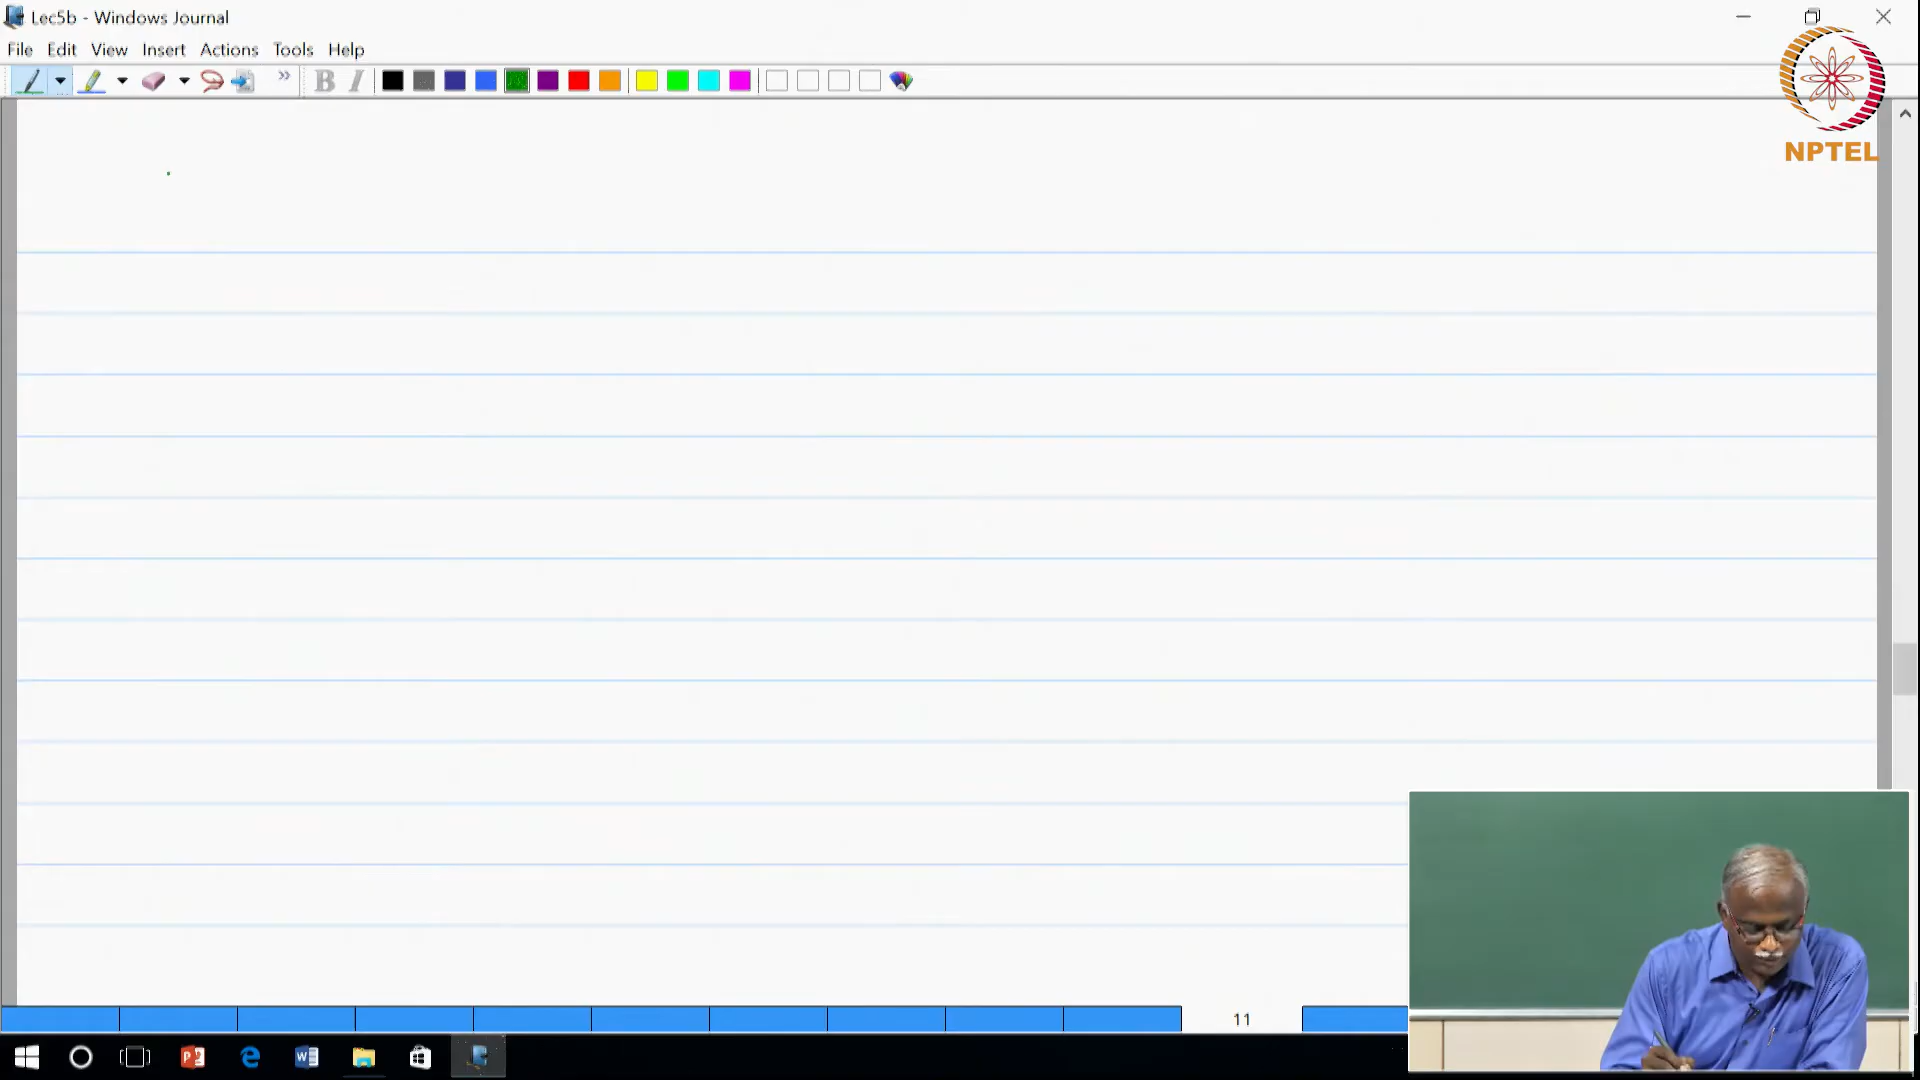 Lec5b - Windows Journal
File Edit View Insert Actions Tools Help
B I
NPTEL
11